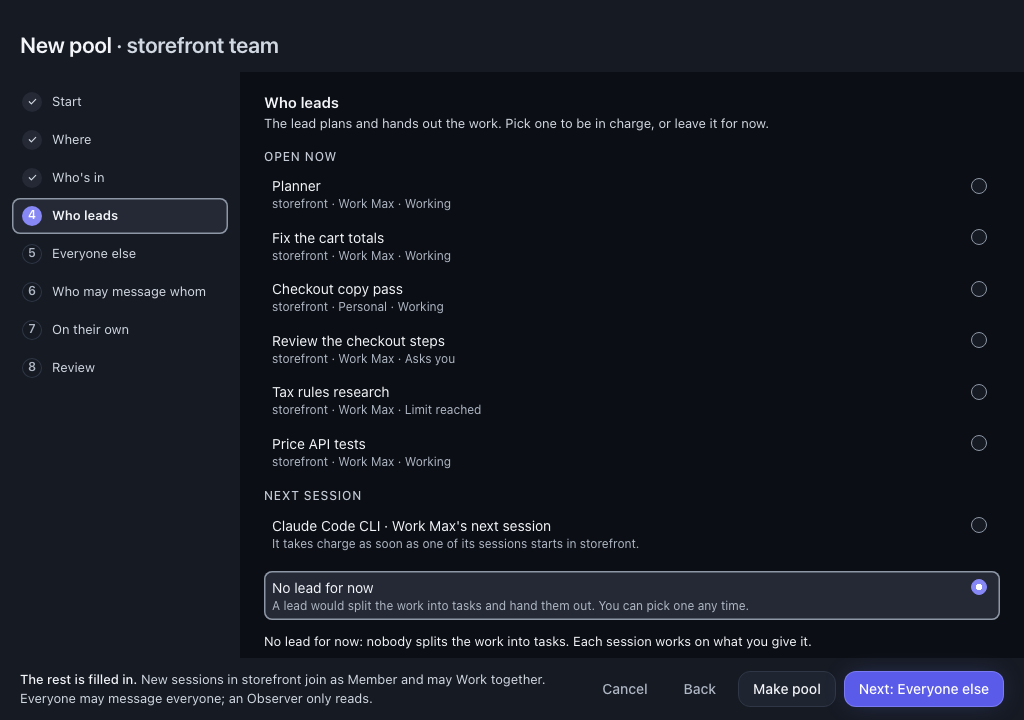 New pool · storefront team
Start
Where
Who's in
4 Who leads
5 Everyone else
6 Who may message whom
7 On their own
8 Review
Who leads
The lead plans and hands out the work. Pick one to be in charge, or leave it for now.
OPEN NOW
Planner
storefront · Work Max · Working
Fix the cart totals
storefront · Work Max · Working
Checkout copy pass
storefront · Personal · Working
Review the checkout steps
storefront · Work Max · Asks you
Tax rules research
storefront · Work Max · Limit reached
Price API tests
storefront · Work Max · Working
NEXT SESSION
Claude Code CLI · Work Max's next session
It takes charge as soon as one of its sessions starts in storefront.
No lead for now
A lead would split the work into tasks and hand them out. You can pick one any time.
No lead for now: nobody splits the work into tasks. Each session works on what you give it.
The rest is filled in. New sessions in storefront join as Member and may Work together.
Everyone may message everyone; an Observer only reads.
Cancel
Back
Make pool
Next: Everyone else